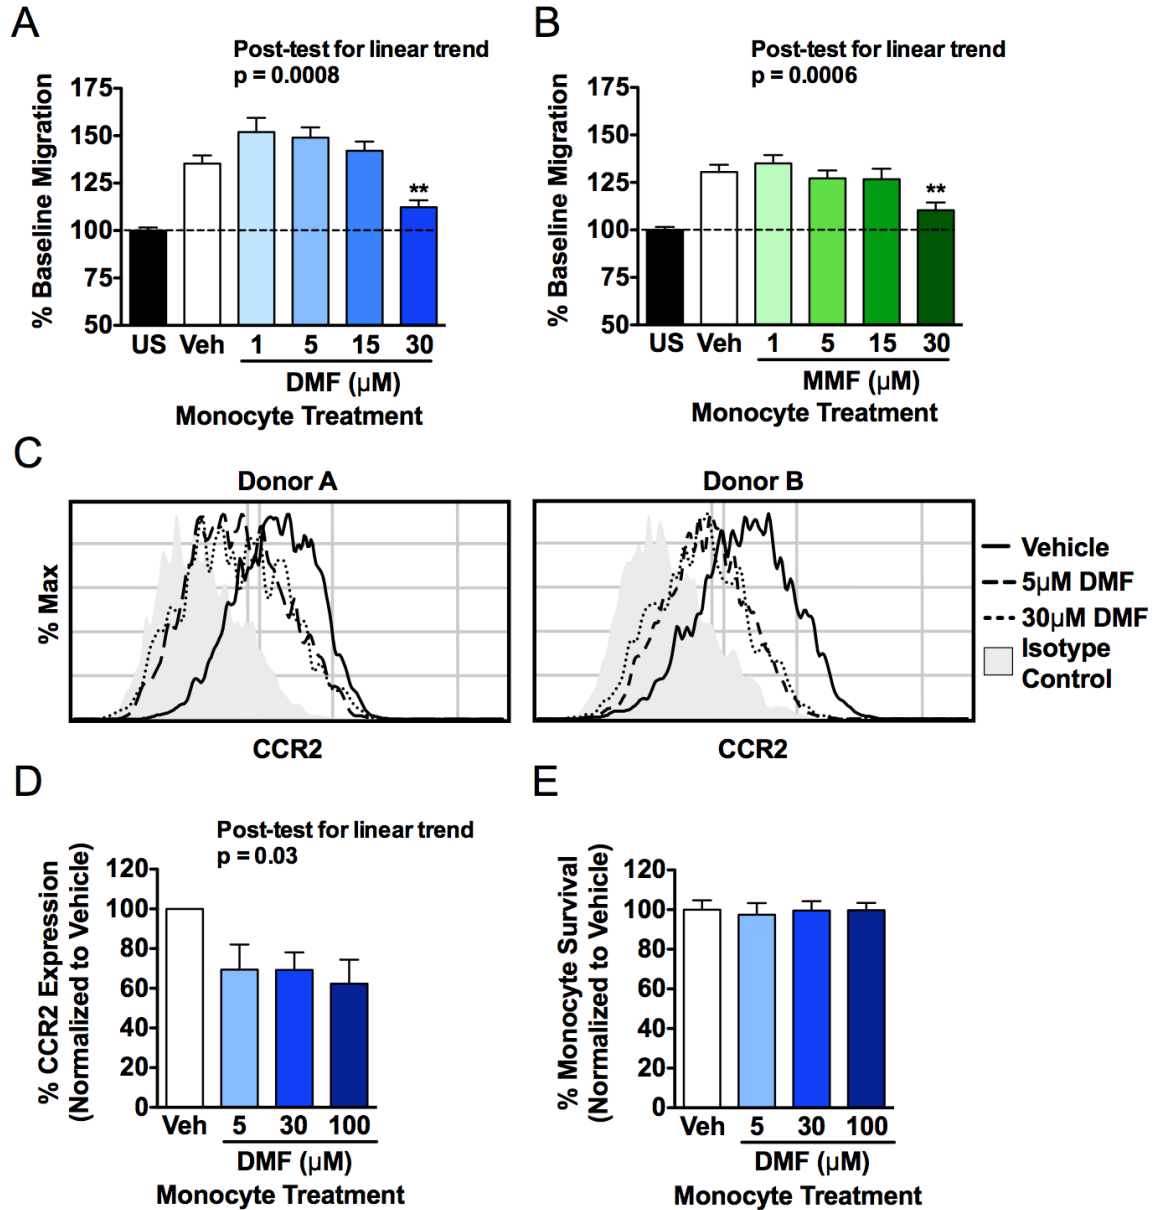 A
Post-test for linear trend
p = 0.0008
% Baseline Migration
175
150
125
100
75
50
**
US Veh 1 5 15 30
DMF (µM)
Monocyte Treatment
B
Post-test for linear trend
p = 0.0006
% Baseline Migration
175
150
125
100
75
50
**
US Veh 1 5 15 30
MMF (µM)
Monocyte Treatment
C
Donor A
% Max
CCR2
Donor B
CCR2
Vehicle
5µM DMF
30µM DMF
Isotype
Control
D
Post-test for linear trend
p = 0.03
% CCR2 Expression
(Normalized to Vehicle)
120
100
80
60
40
20
0
Veh 5 30 100
DMF (µM)
Monocyte Treatment
E
% Monocyte Survival
(Normalized to Vehicle)
120
100
80
60
40
20
0
Veh 5 30 100
DMF (µM)
Monocyte Treatment